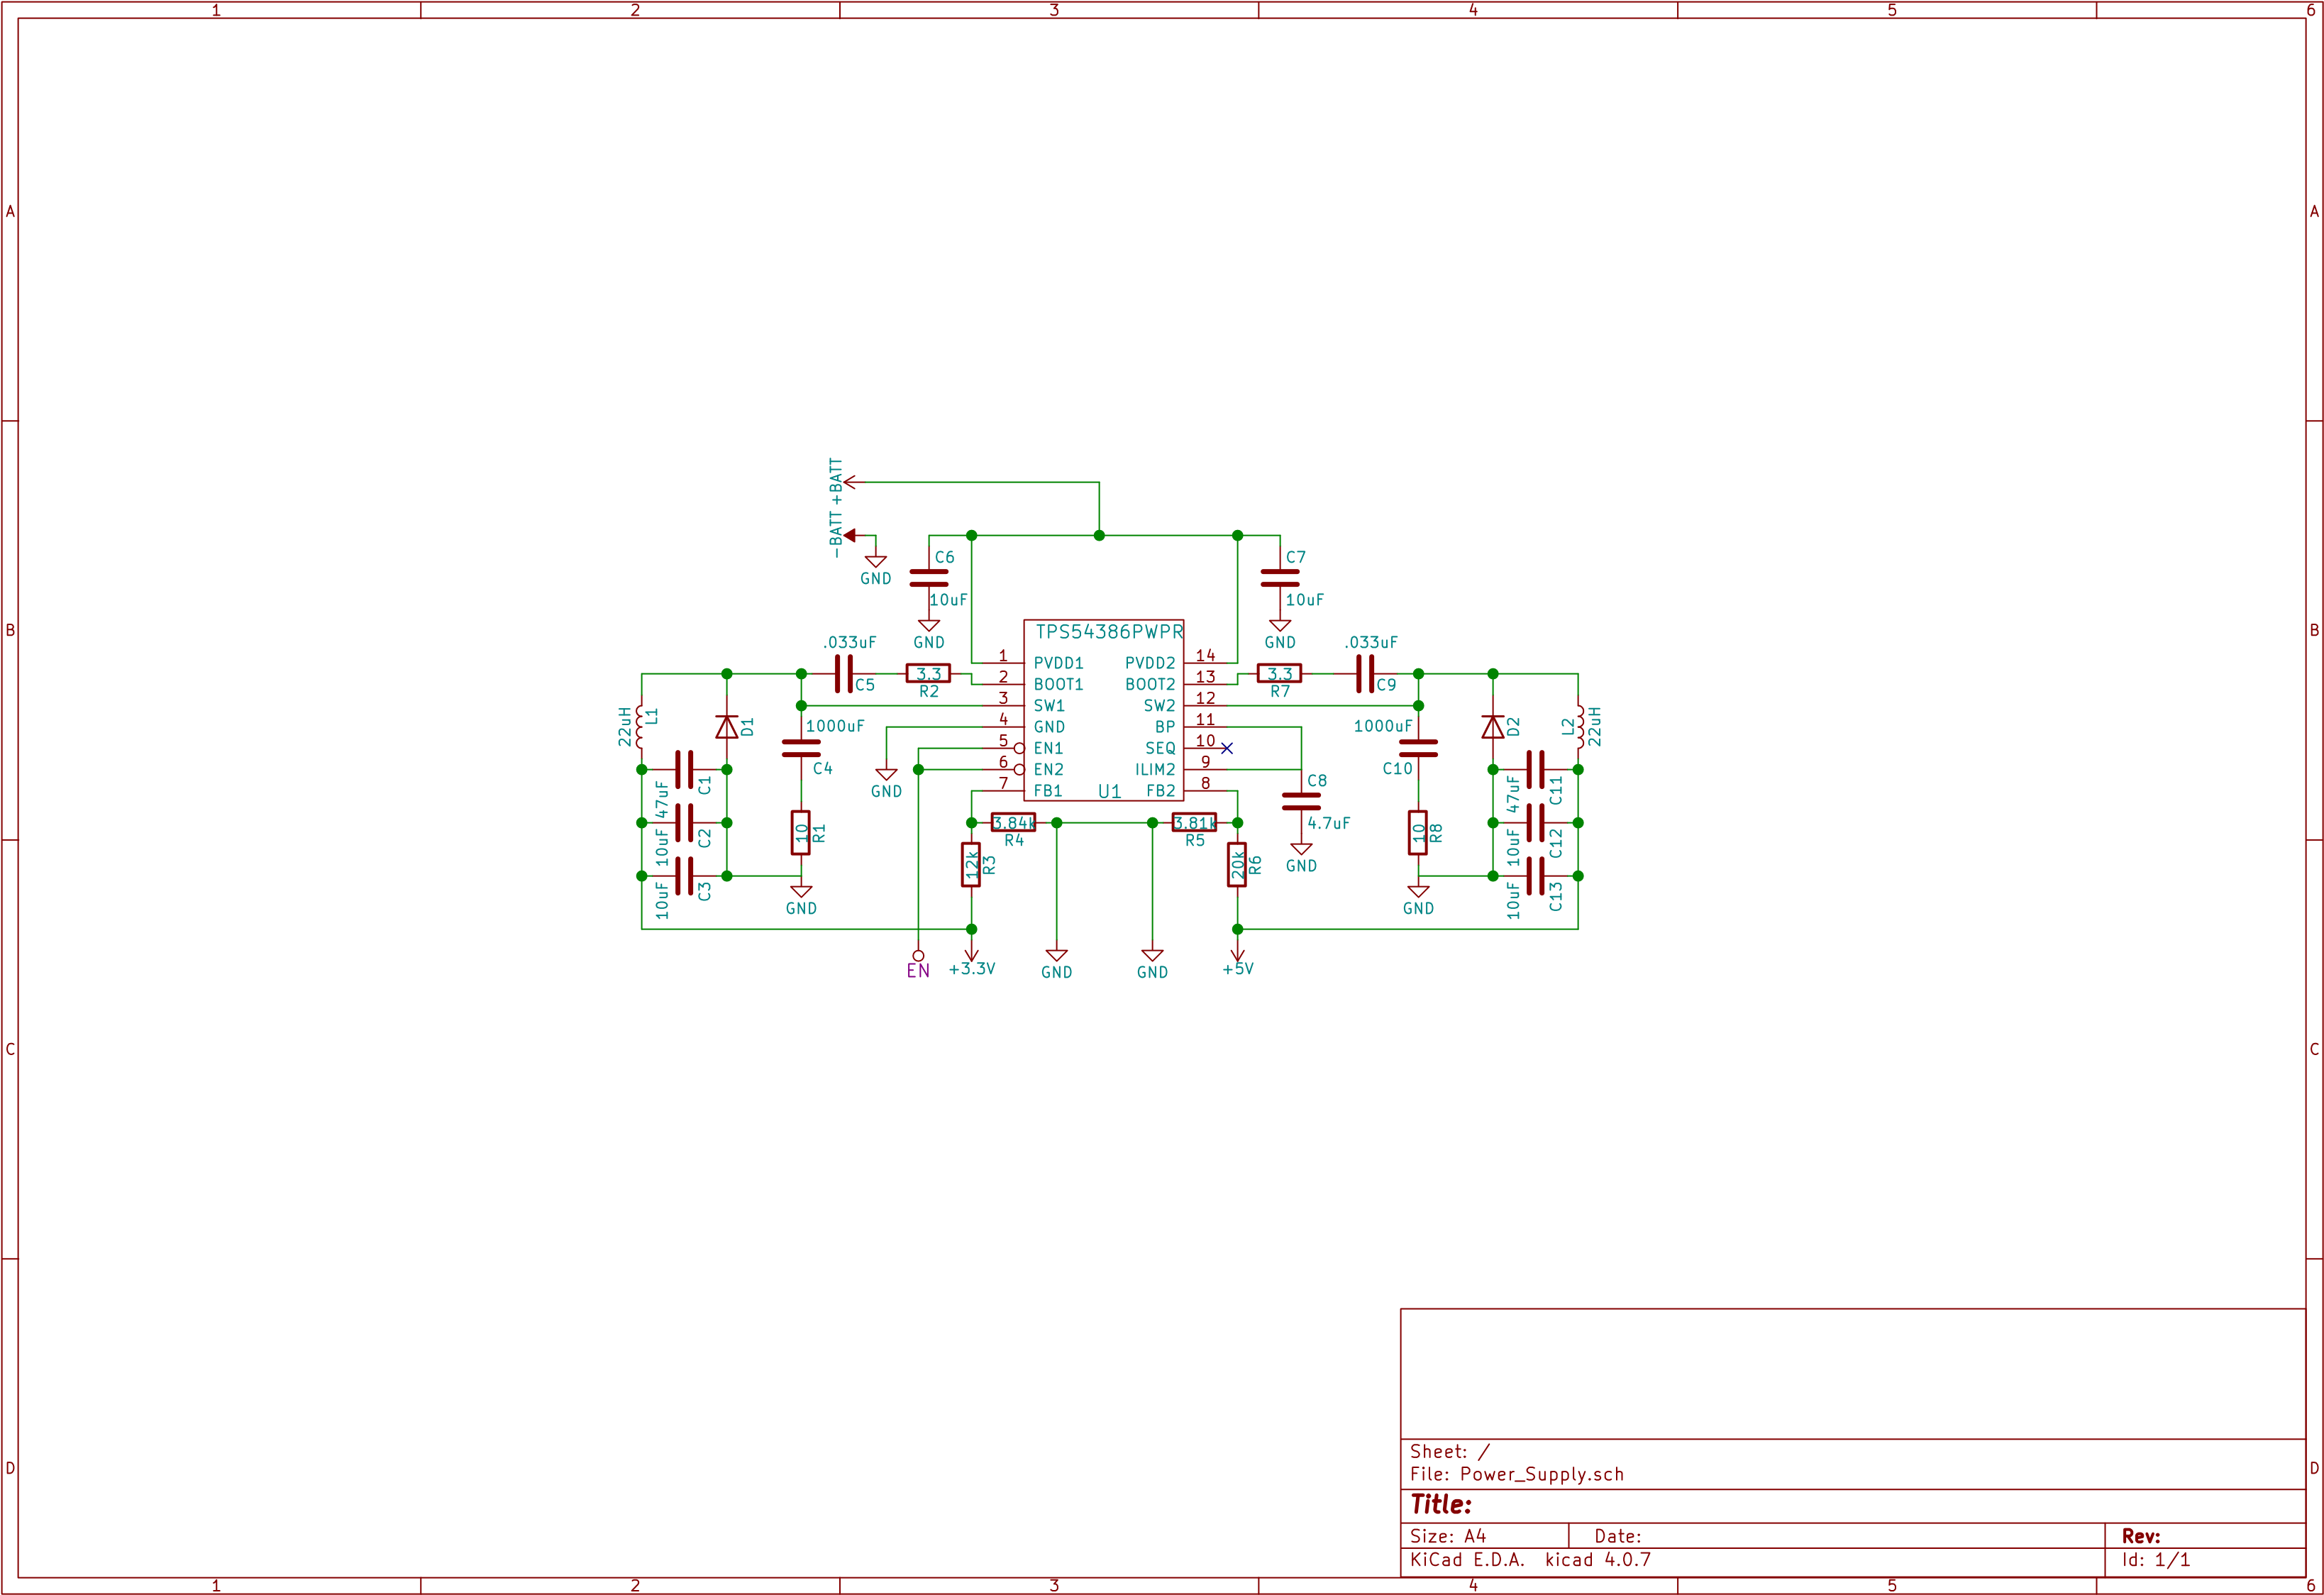 1 2 3 4 5 6
A A
+BATT
-BATT
C6 C7
GND
10uF 10uF
GND GND
TPS54386PWPR
.033uF .033uF
1 PVDD1 PVDD2 14
3.3 3.3
C5 R2 R7 C9
2 BOOT1 BOOT2 13
3 SW1 SW2 12
4 GND BP 11
5 EN1 SEQ 10
6 EN2 ILIM2 9
7 FB1 FB2 8
U1
B B
22uH L1 D1
1000uF 1000uF
C4 C10
D2 L2 22uH
GND
C8
4.7uF
GND
47uF C1
10uF C2
10uF C3
10 R1
GND
3.84k 3.81k
R4 R5
12k R3
20k R6
10 R8
GND
47uF C11
10uF C12
10uF C13
EN +3.3V GND GND +5V
C C
D D
Sheet: /
File: Power_Supply.sch
Title:
Size: A4 Date: Rev:
KiCad E.D.A. kicad 4.0.7 Id: 1/1
1 2 3 4 5 6